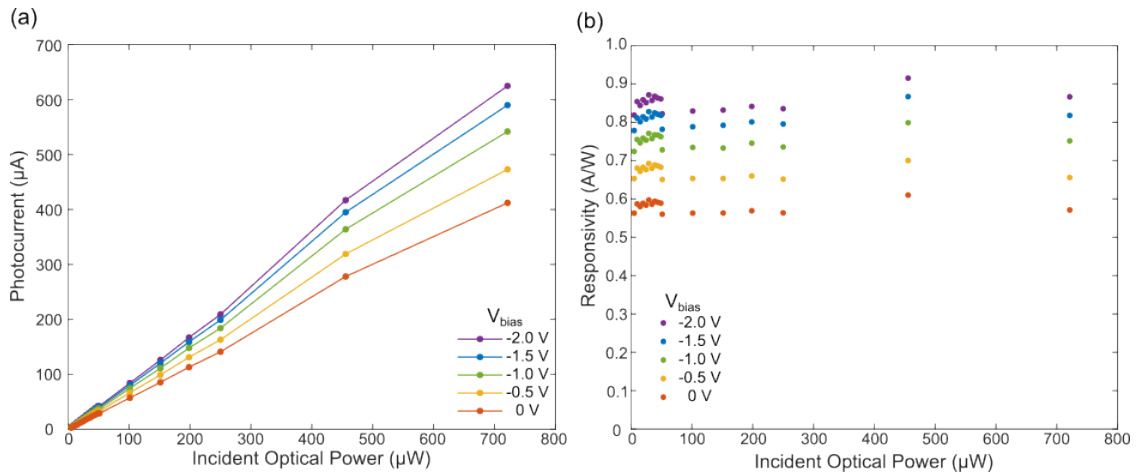 (a)
700
600
500
400
300
200
100
0
Photocurrent (µA)
0 100 200 300 400 500 600 700 800
Incident Optical Power (µW)
V_bias
-2.0 V
-1.5 V
-1.0 V
-0.5 V
0 V
(b)
1.0
0.9
0.8
0.7
0.6
0.5
0.4
0.3
0.2
0.1
0
Responsivity (A/W)
0 100 200 300 400 500 600 700 800
Incident Optical Power (µW)
V_bias
-2.0 V
-1.5 V
-1.0 V
-0.5 V
0 V